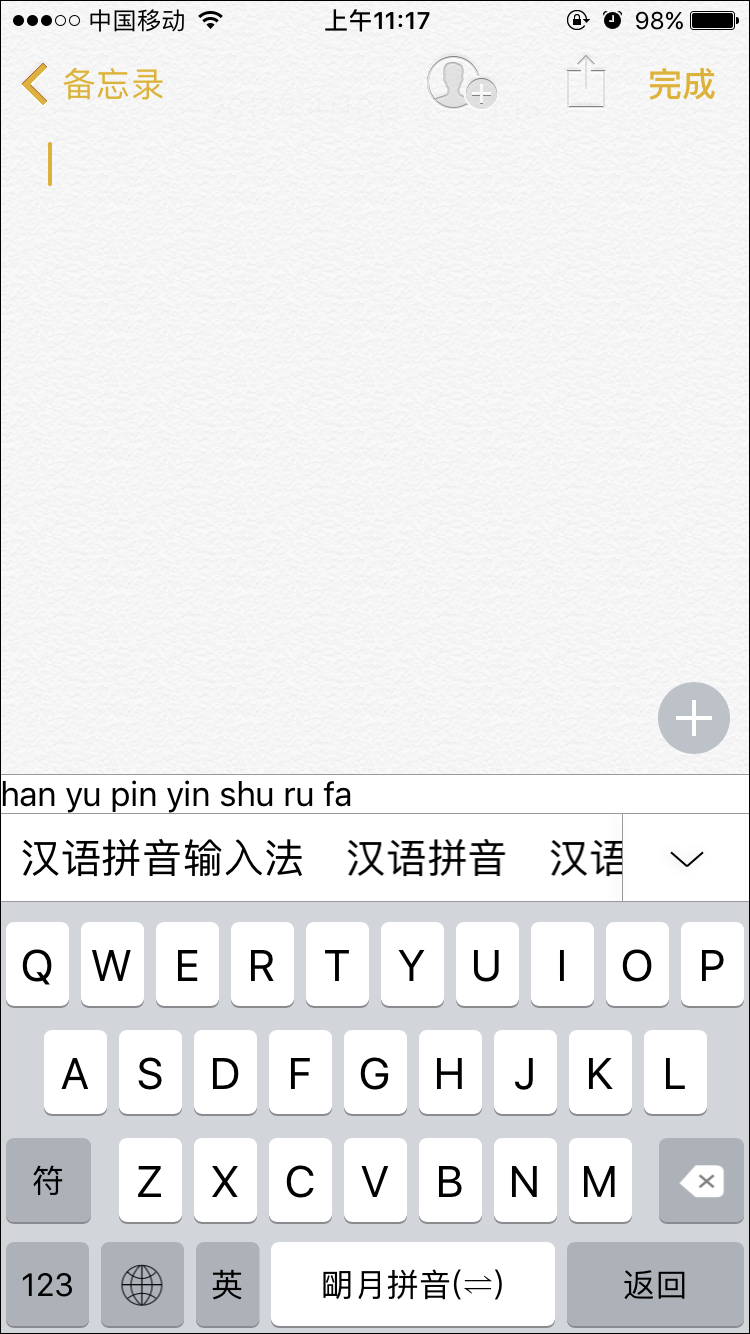 中国移动 上午11:17 98%
备忘录 完成
han yu pin yin shu ru fa
汉语拼音输入法 汉语拼音 汉语
Q W E R T Y U I O P
A S D F G H J K L
符 Z X C V B N M
123 英 朙月拼音(⇌) 返回